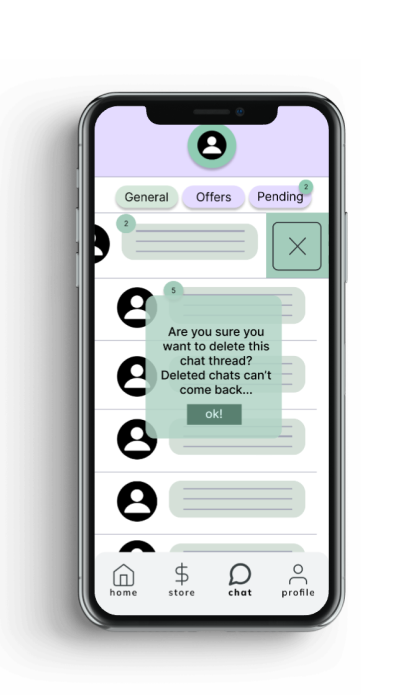 General Offers Pending 2
2
5
Are you sure you
want to delete this
chat thread?
Deleted chats can't
come back...
ok!
home store chat profile